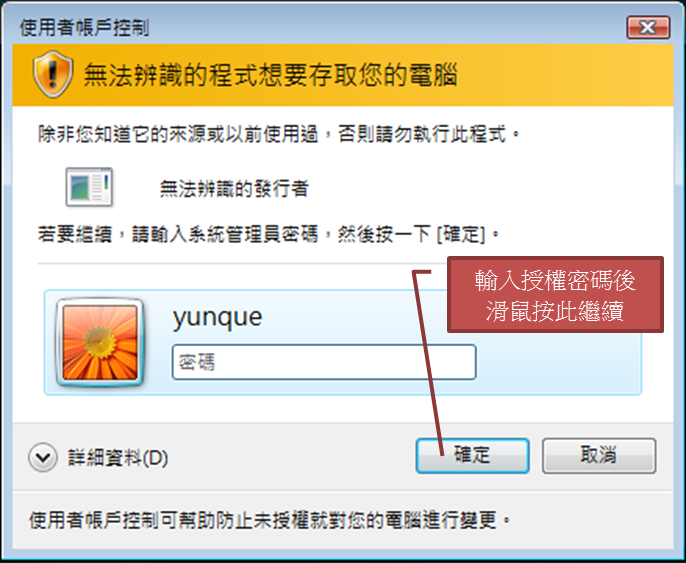 使用者帳戶控制
無法辨識的程式想要存取您的電腦
除非您知道它的來源或以前使用過，否則請勿執行此程式。
無法辨識的發行者
若要繼續，請輸入系統管理員密碼，然後按一下 [確定]。
輸入授權密碼後
滑鼠按此繼續
yunque
密碼
詳細資料(D)
確定
取消
使用者帳戶控制可幫助防止未授權就對您的電腦進行變更。